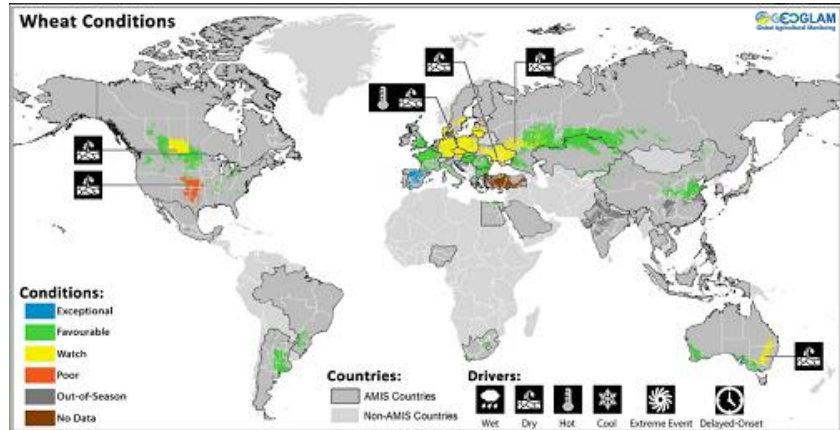 Wheat Conditions
GEOGLAM
Global Agricultural Monitoring
Conditions:
Exceptional
Favourable
Watch
Poor
Out-of-Season
No Data
Countries:
AMIS Countries
Non-AMIS Countries
Drivers:
Wet
Dry
Hot
Cool
Extreme Event
Delayed-Onset